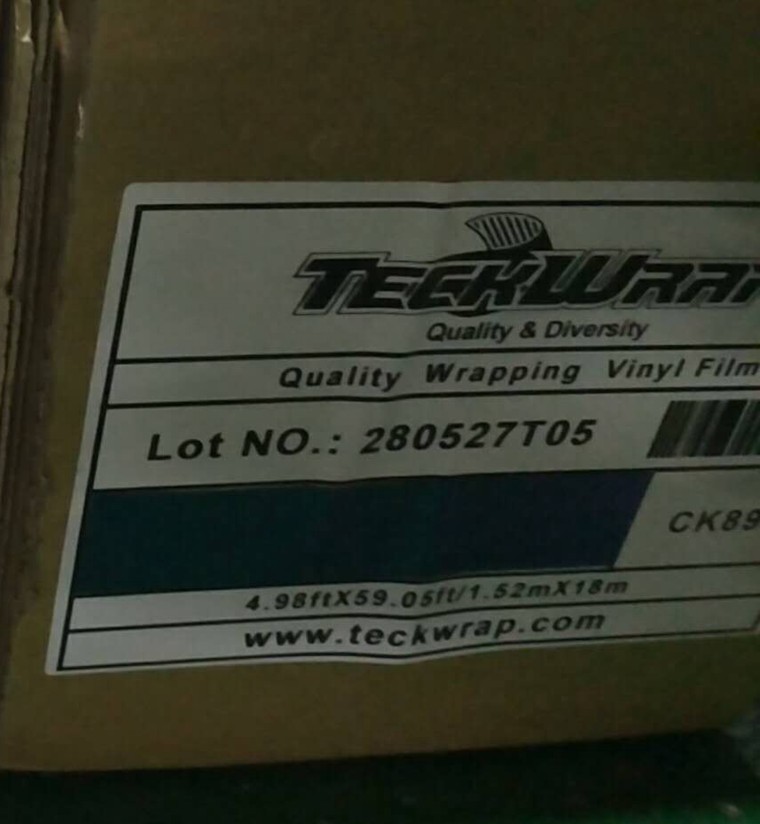 TECKWRAP
Quality & Diversity
Quality Wrapping Vinyl Film
Lot NO.: 280527T05
CK89
4.98ftX59.05ft/1.52mX18m
www.teckwrap.com